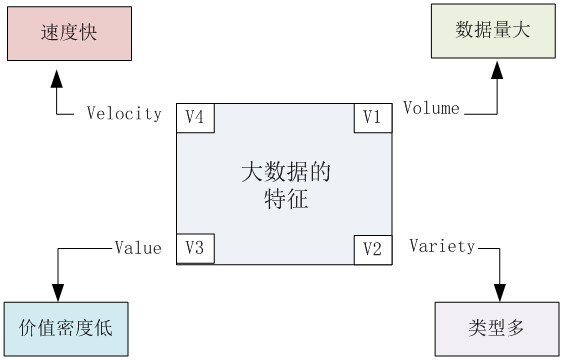 速度快
数据量大
Velocity
V4
V1
Volume
大数据的
特征
Value
V3
V2
Variety
价值密度低
类型多